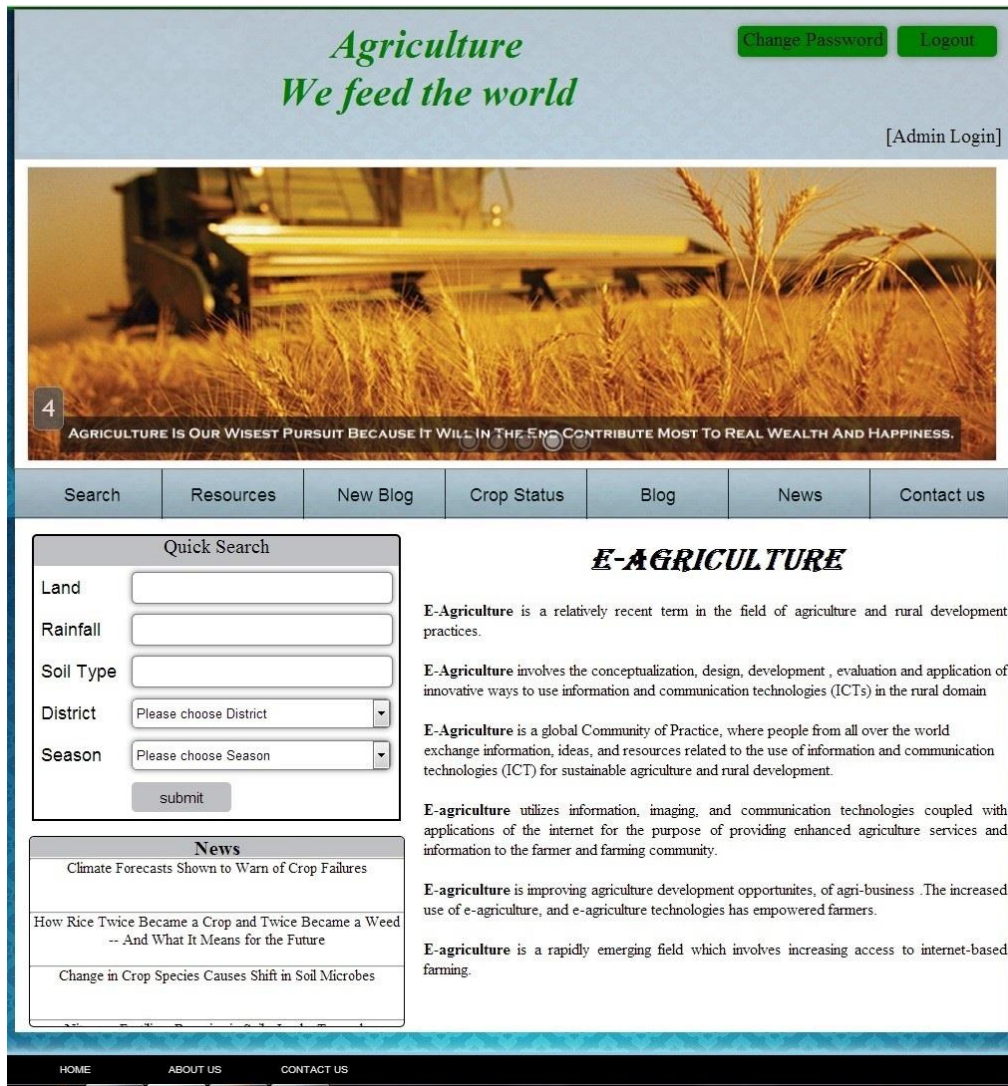 Agriculture
We feed the world
Change Password
Logout
[Admin Login]
4
Agriculture Is Our Wisest Pursuit Because It Will In The End Contribute Most To Real Wealth And Happiness.
Search
Resources
New Blog
Crop Status
Blog
News
Contact us
Quick Search
Land
Rainfall
Soil Type
District
Please choose District
Season
Please choose Season
submit
News
Climate Forecasts Shown to Warn of Crop Failures
How Rice Twice Became a Crop and Twice Became a Weed
-- And What It Means for the Future
Change in Crop Species Causes Shift in Soil Microbes
E-AGRICULTURE
E-Agriculture is a relatively recent term in the field of agriculture and rural development
practices.
E-Agriculture involves the conceptualization, design, development , evaluation and application of
innovative ways to use information and communication technologies (ICTs) in the rural domain
E-Agriculture is a global Community of Practice, where people from all over the world
exchange information, ideas, and resources related to the use of information and communication
technologies (ICT) for sustainable agriculture and rural development.
E-agriculture utilizes information, imaging, and communication technologies coupled with
applications of the internet for the purpose of providing enhanced agriculture services and
information to the farmer and farming community.
E-agriculture is improving agriculture development opportunites, of agri-business .The increased
use of e-agriculture, and e-agriculture technologies has empowered farmers.
E-agriculture is a rapidly emerging field which involves increasing access to internet-based
farming.
HOME
ABOUT US
CONTACT US